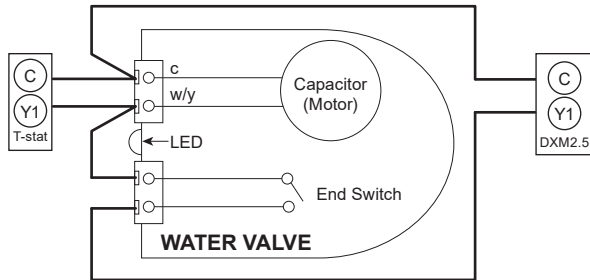 C
Y1
T-stat
c
w/y
LED
Capacitor
(Motor)
End Switch
WATER VALVE
C
Y1
DXM2.5